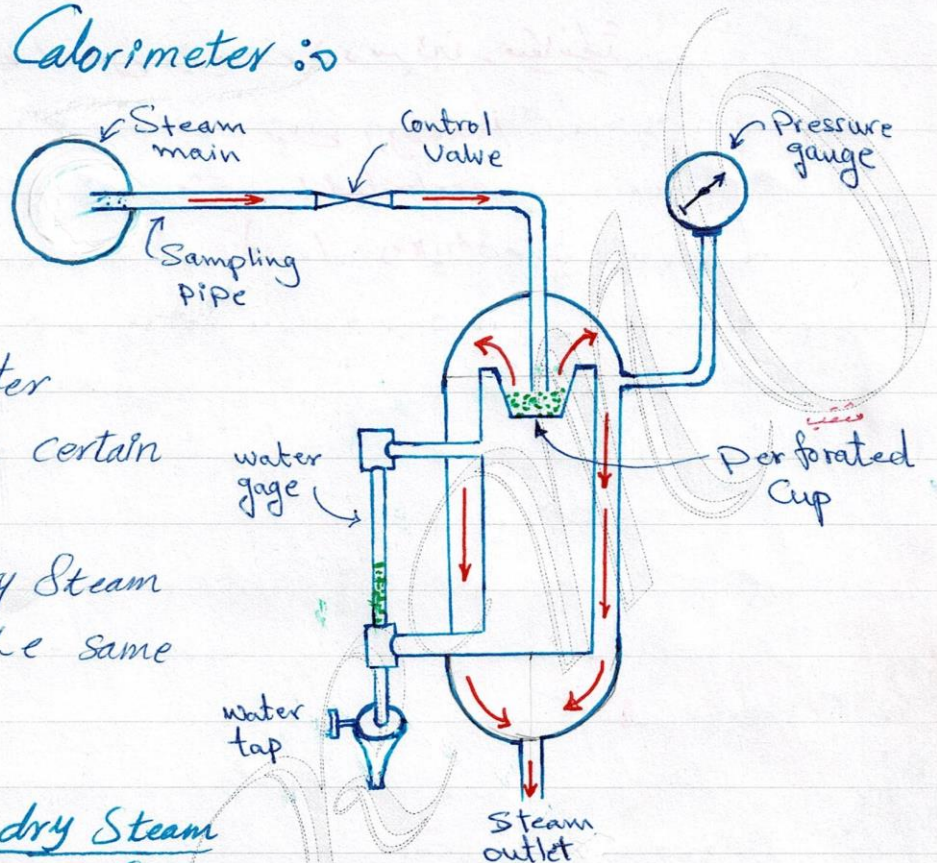 Calorimeter :
Steam
main
Control
Valve
Pressure
gauge
Sampling
pipe
ter
certain
water
gage
Perforated
Cup
y Steam
e same
water
tap
dry Steam
Steam
outlet